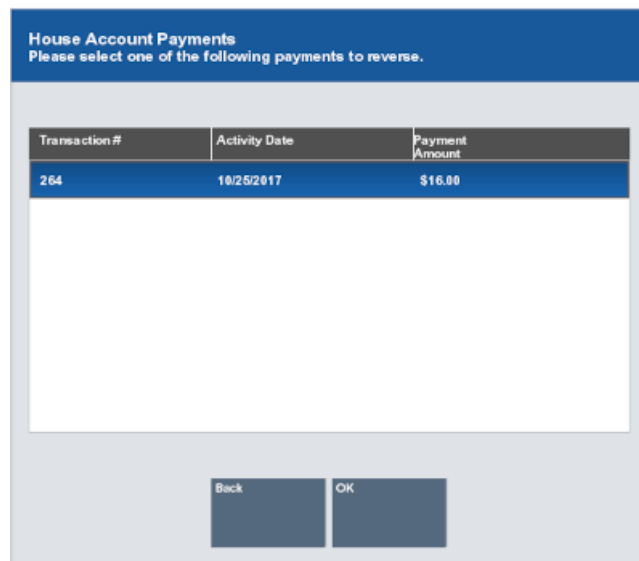 House Account Payments
Please select one of the following payments to reverse.
Transaction # Activity Date Payment Amount
264 10/25/2017 $16.00
Back OK